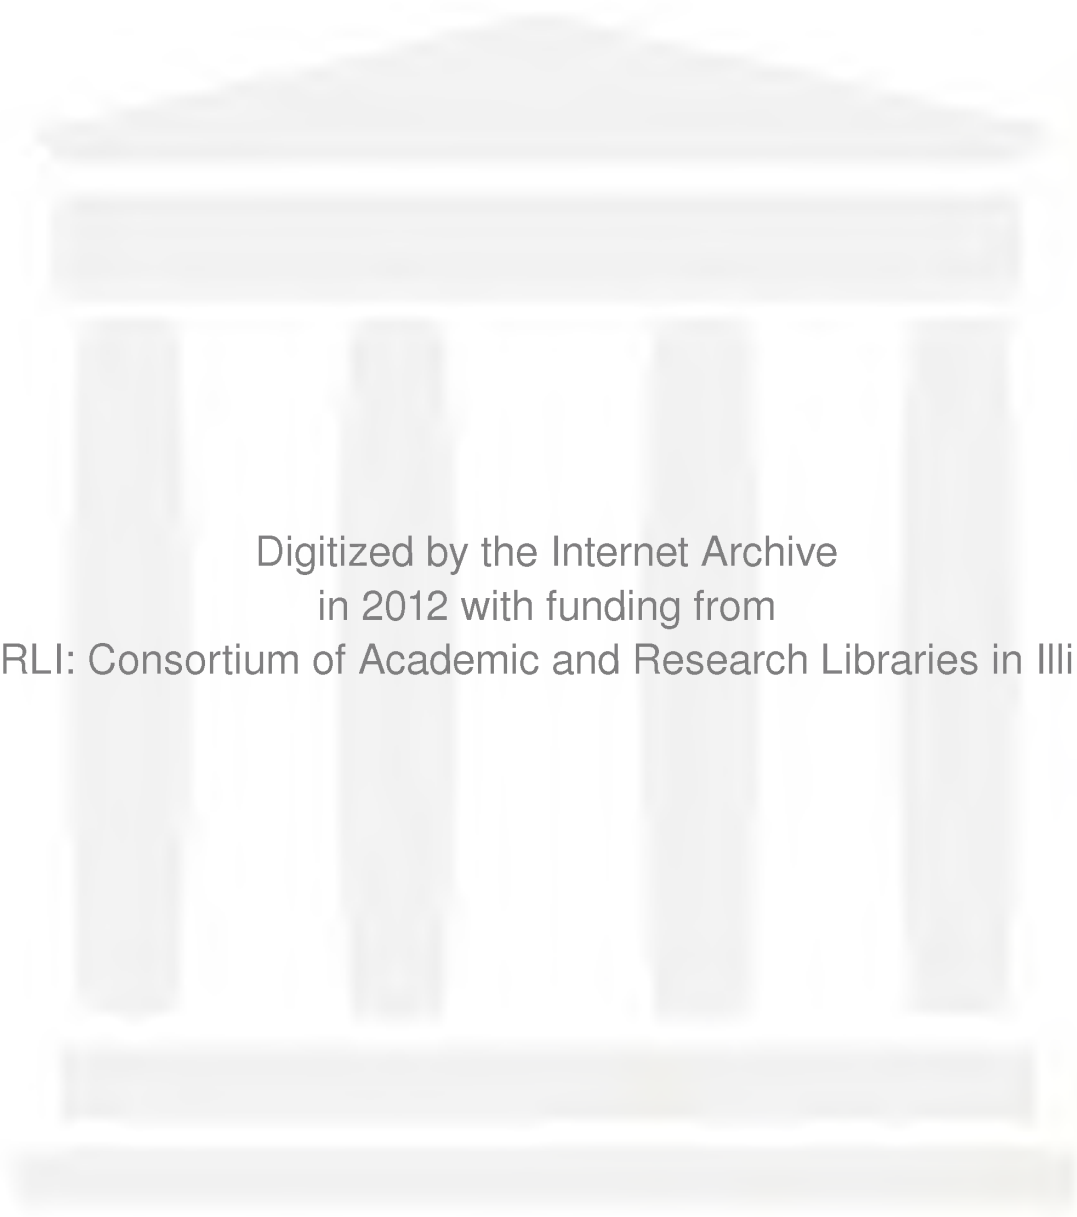 Digitized by the Internet Archive
in 2012 with funding from
RLI: Consortium of Academic and Research Libraries in Illi